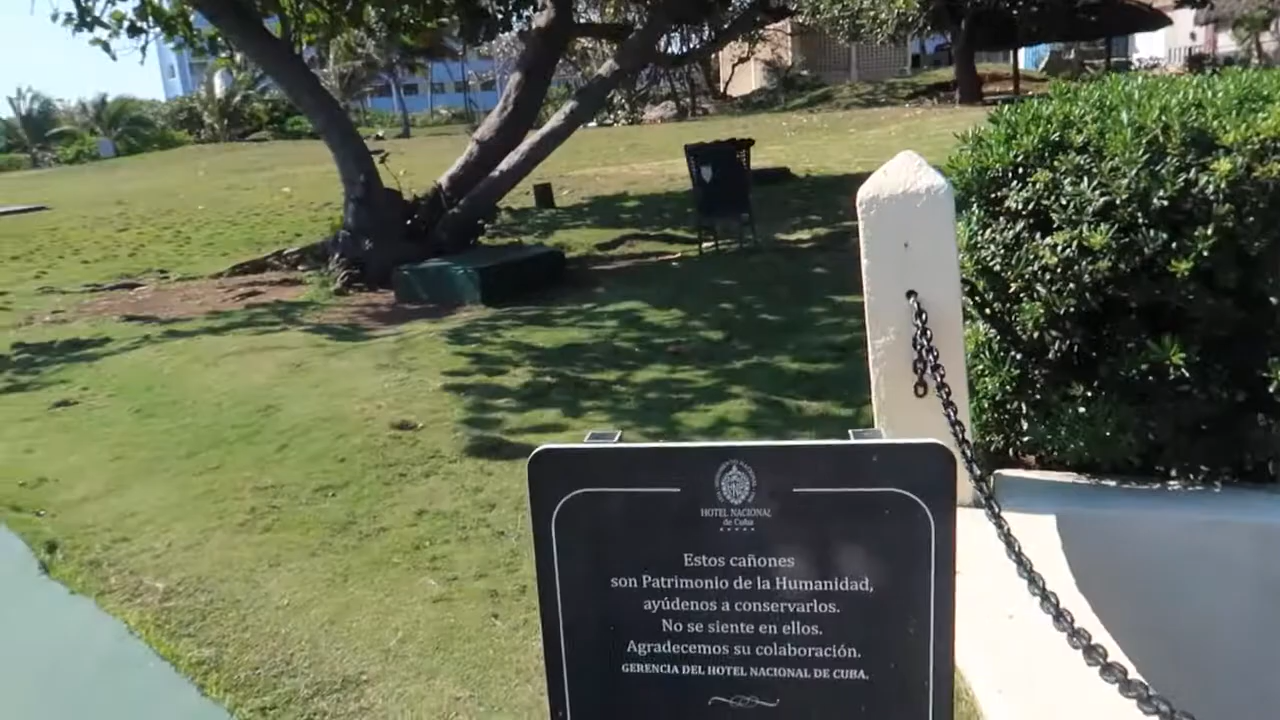 HOTEL NACIONAL
de Cuba
Estos cañones
son Patrimonio de la Humanidad,
ayúdenos a conservarlos.
No se siente en ellos.
Agradecemos su colaboración.
GERENCIA DEL HOTEL NACIONAL DE CUBA.